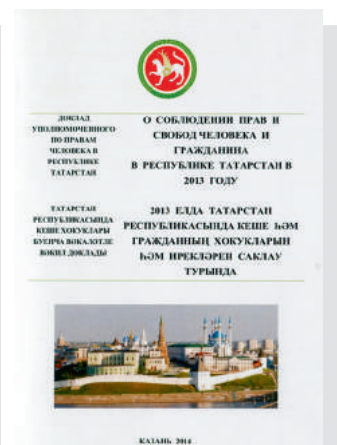 ДОКЛАД
УПОЛНОМОЧЕННОГО
ПО ПРАВАМ
ЧЕЛОВЕКА В
РЕСПУБЛИКЕ
ТАТАРСТАН
О СОБЛЮДЕНИИ ПРАВ И
СВОБОД ЧЕЛОВЕКА И
ГРАЖДАНИНА
В РЕСПУБЛИКЕ ТАТАРСТАН В
2013 ГОДУ
ТАТАРСТАН
РЕСПУБЛИКАСЫНДА
КЕШЕ ХОКУКЛАРЫ
БУЕНЧА ВӘКАЛӘТЛЕ
ВӘКИЛ ДОКЛАДЫ
2013 ЕЛДА ТАТАРСТАН
РЕСПУБЛИКАСЫНДА КЕШЕ ҺӘМ
ГРАЖДАННЫҢ ХОКУКЛАРЫН
ҺӘМ ИРЕКЛӘРЕН САКЛАУ
ТУРЫНДА
КАЗАНЬ 2014